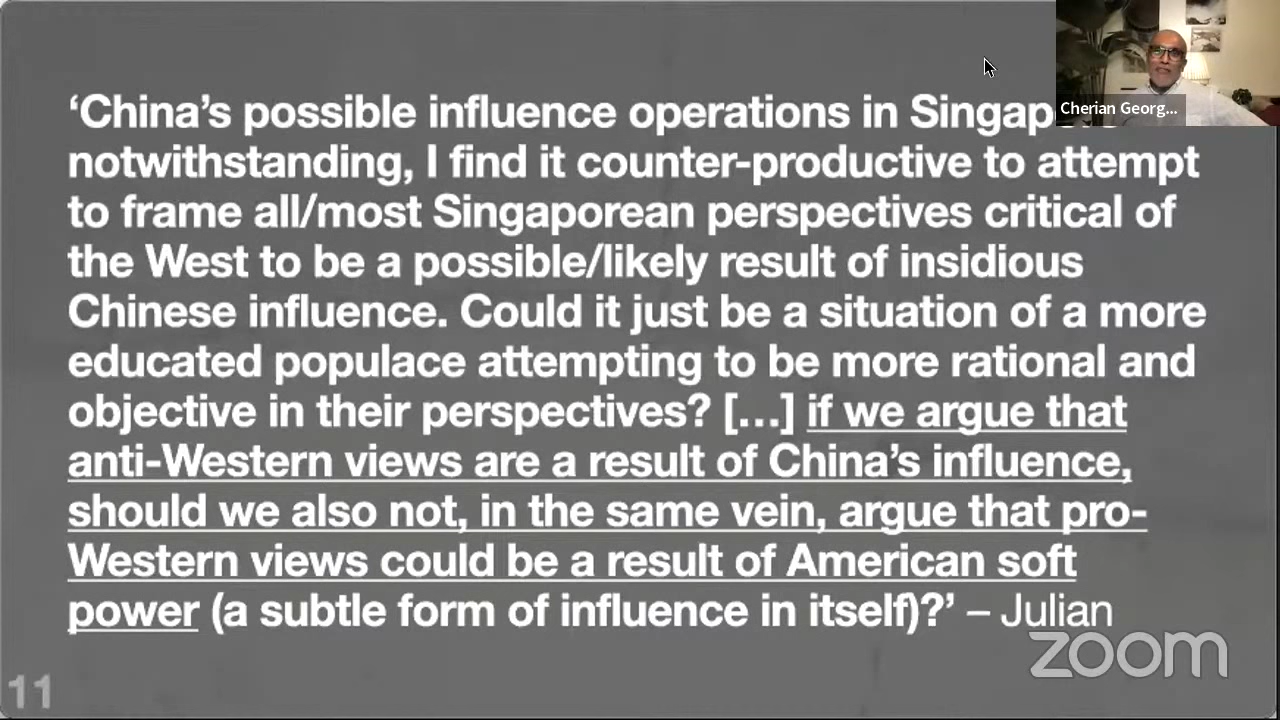 ‘China’s possible influence operations in Singap
notwithstanding, I find it counter-productive to attempt
to frame all/most Singaporean perspectives critical of
the West to be a possible/likely result of insidious
Chinese influence. Could it just be a situation of a more
educated populace attempting to be more rational and
objective in their perspectives? […] if we argue that
anti-Western views are a result of China’s influence,
should we also not, in the same vein, argue that pro-
Western views could be a result of American soft
power (a subtle form of influence in itself)?’ – Julian
Cherian Georg...
zoom
11